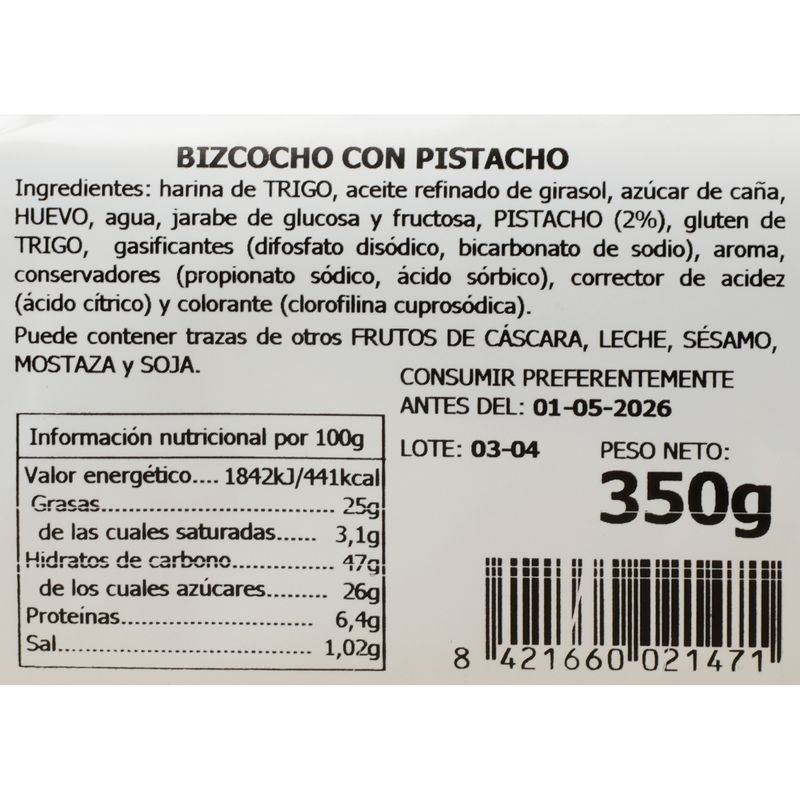 BIZCOCHO CON PISTACHO
Ingredientes: harina de TRIGO, aceite refinado de girasol, azúcar de caña,
HUEVO, agua, jarabe de glucosa y fructosa, PISTACHO (2%), gluten de
TRIGO, gasificantes (difosfato disódico, bicarbonato de sodio), aroma,
conservadores (propionato sódico, ácido sórbico), corrector de acidez
(ácido cítrico) y colorante (clorofilina cuprosódica).
Puede contener trazas de otros FRUTOS DE CÁSCARA, LECHE, SÉSAMO,
MOSTAZA y SOJA.
CONSUMIR PREFERENTEMENTE
ANTES DEL: 01-05-2026
LOTE: 03-04
PESO NETO:
350g
Información nutricional por 100g
Valor energético.... 1842kJ/441kcal
Grasas................................. 25g
de las cuales saturadas...... 3,1g
Hidratos de carbono............... 47g
de los cuales azúcares......... 26g
Proteínas.............................. 6,4g
Sal...................................... 1,02g
8 421660 021471